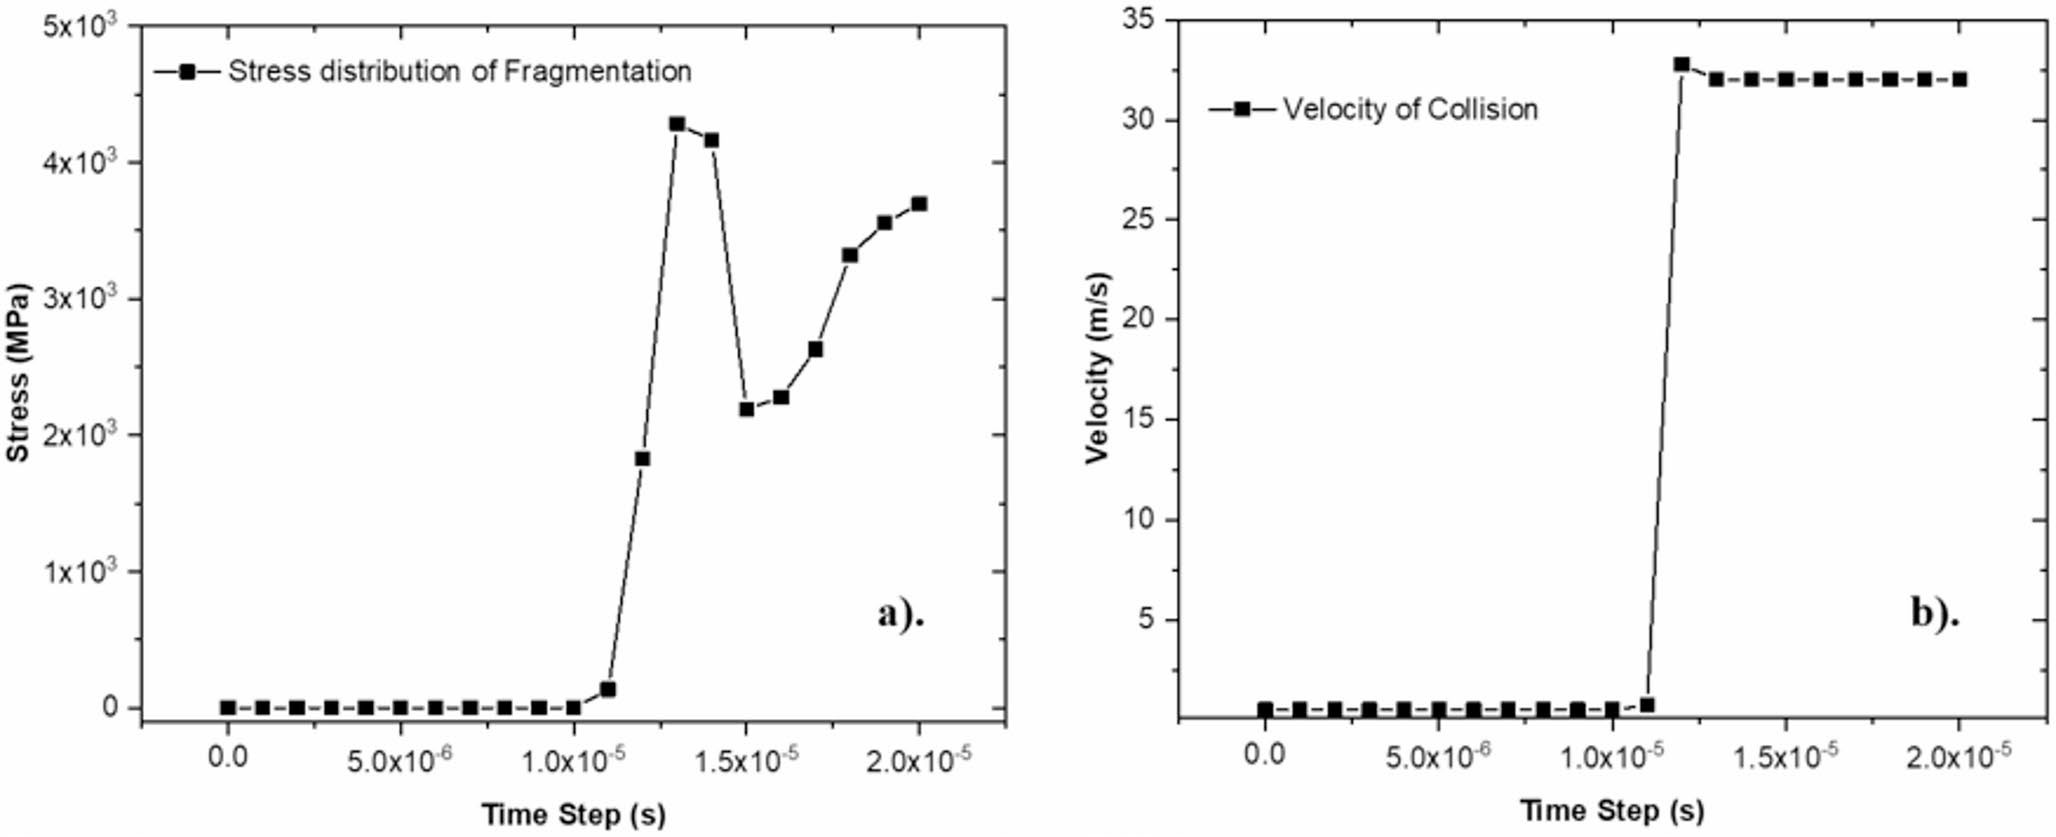 5x10³
Stress distribution of Fragmentation
4x10³
3x10³
2x10³
1x10³
0
Stress (MPa)
a).
0.0
5.0x10⁻⁶
1.0x10⁻⁵
1.5x10⁻⁵
2.0x10⁻⁵
Time Step (s)
35
Velocity of Collision
30
25
20
15
10
5
Velocity (m/s)
b).
0.0
5.0x10⁻⁶
1.0x10⁻⁵
1.5x10⁻⁵
2.0x10⁻⁵
Time Step (s)